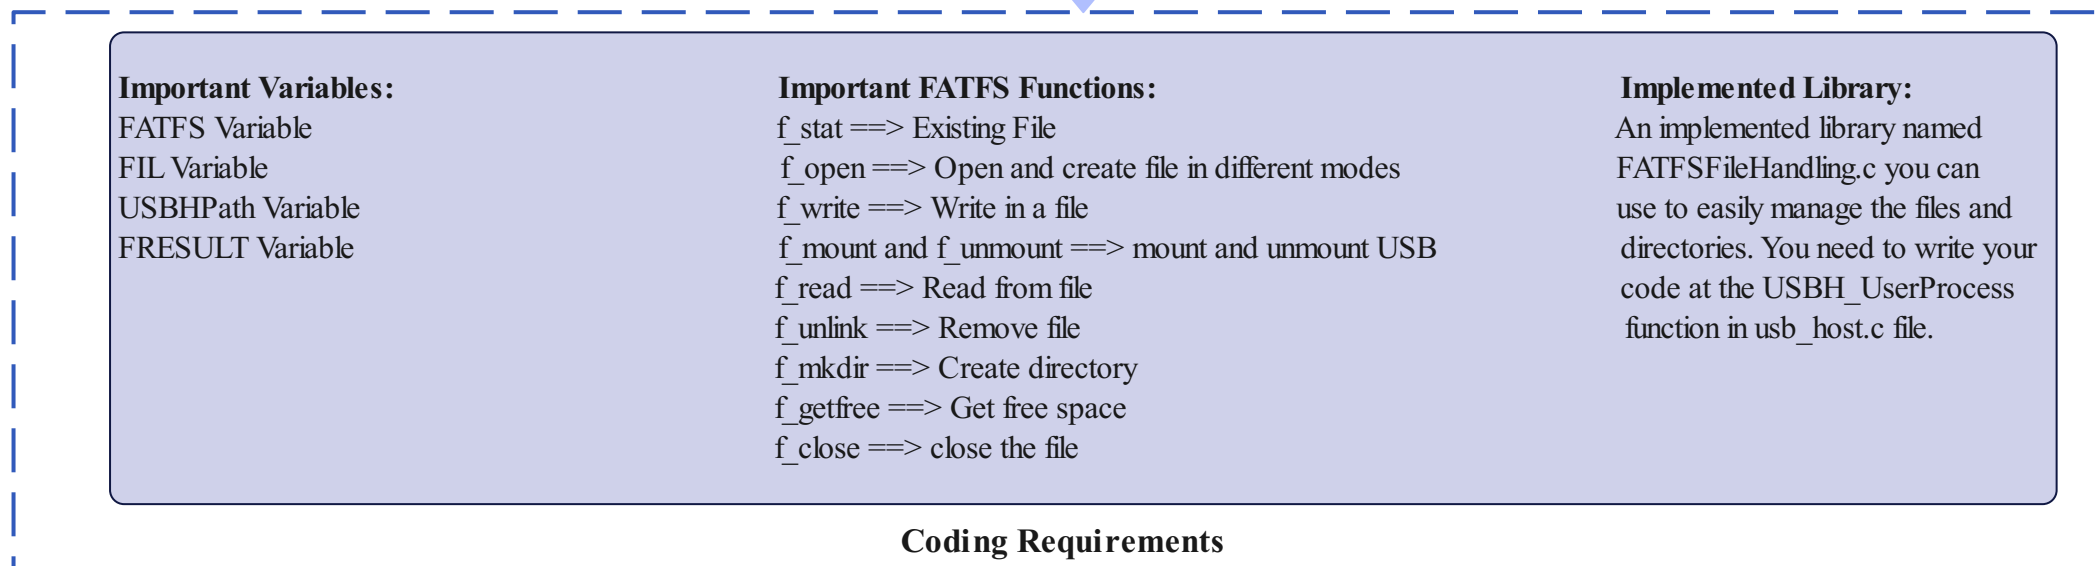 Important Variables:
FATFS Variable
FIL Variable
USBHPath Variable
FRESULT Variable
Important FATFS Functions:
f_stat ==> Existing File
f_open ==> Open and create file in different modes
f_write ==> Write in a file
f_mount and f_unmount ==> mount and unmount USB
f_read ==> Read from file
f_unlink ==> Remove file
f_mkdir ==> Create directory
f_getfree ==> Get free space
f_close ==> close the file
Implemented Library:
An implemented library named
FATFSFileHandling.c you can
use to easily manage the files and
directories. You need to write your
code at the USBH_UserProcess
function in usb_host.c file.
Coding Requirements